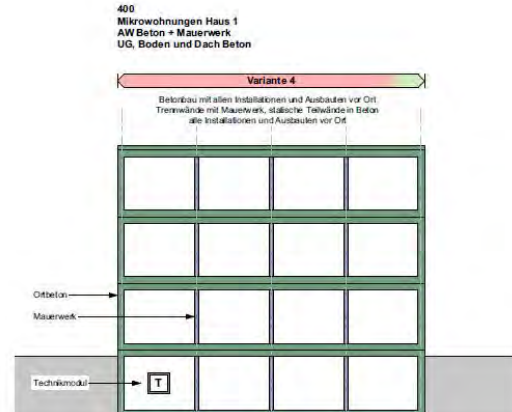 400
Mikrowohnungen Haus 1
AW Beton + Mauerwerk
UG, Boden und Dach Beton
Variante 4
Betonbau mit allen Installationen und Ausbauten vor Ort
Trennwände mit Mauerwerk, statische Teilwände in Beton
alle Installationen und Ausbauten vor Ort
Ortbeton
Mauerwerk
Technikmodul
T